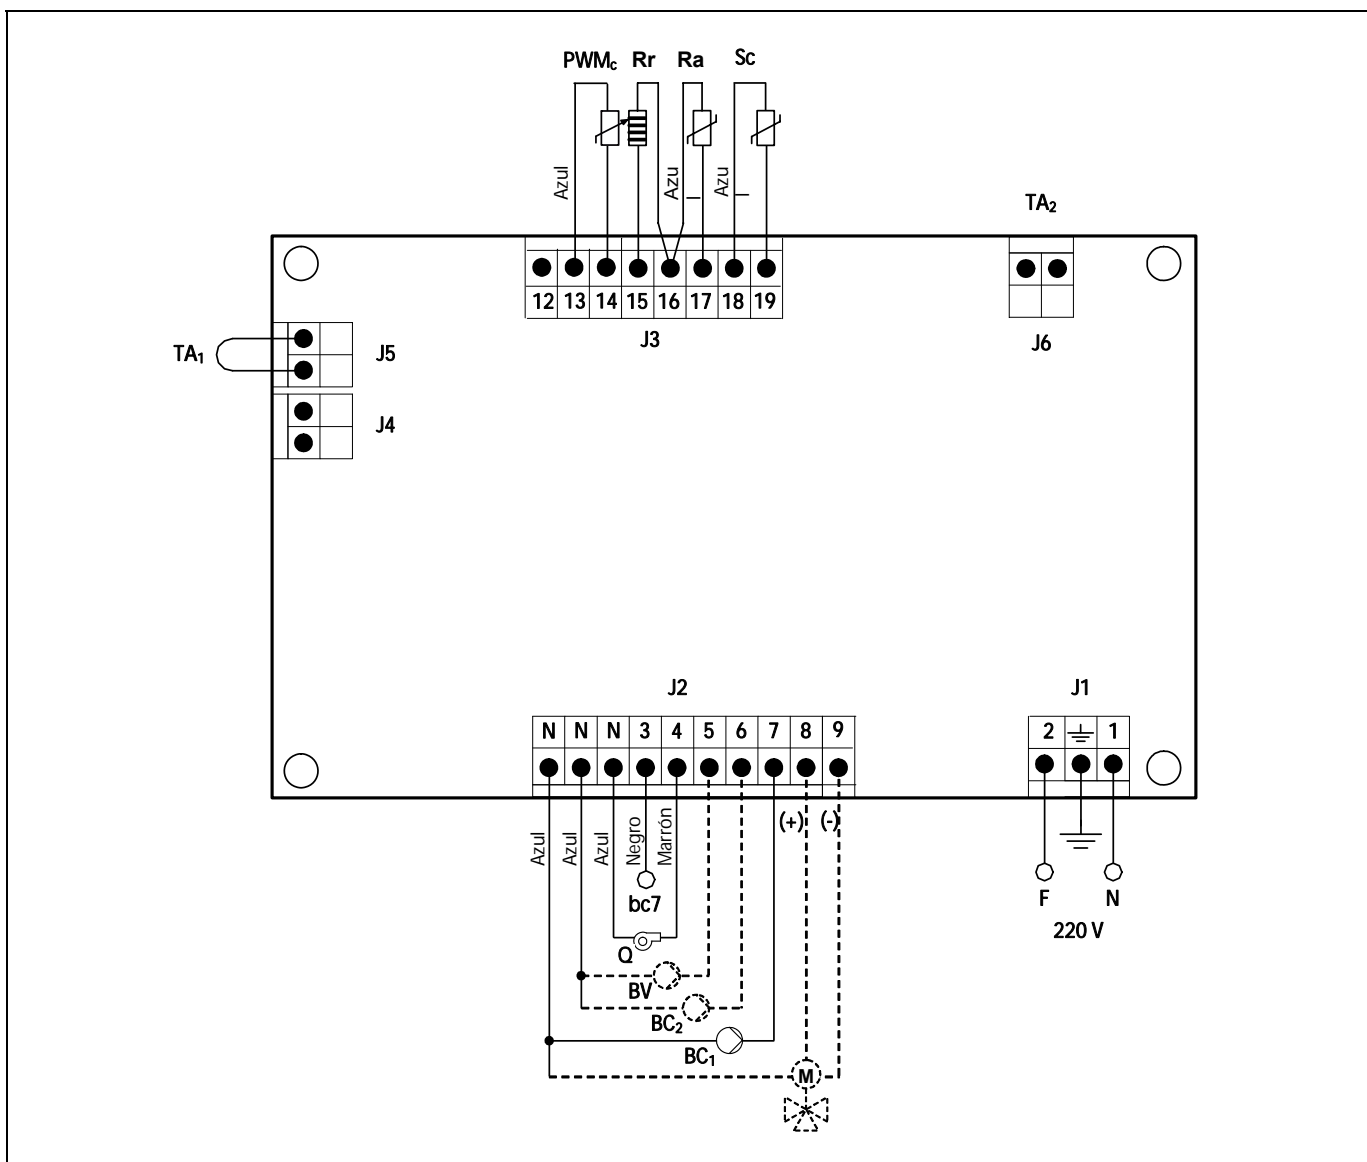 PWMc Rr Ra Sc
Azul
Azu
l
Azu
l
TA2
12 13 14 15 16 17 18 19
J3
J6
TA1
J5
J4
J2
J1
N N N 3 4 5 6 7 8 9
2 1
(+) (-)
Azul
Azul
Azul
Negro
Marrón
bc7
Q
BV
BC2
BC1
M
F N
220 V